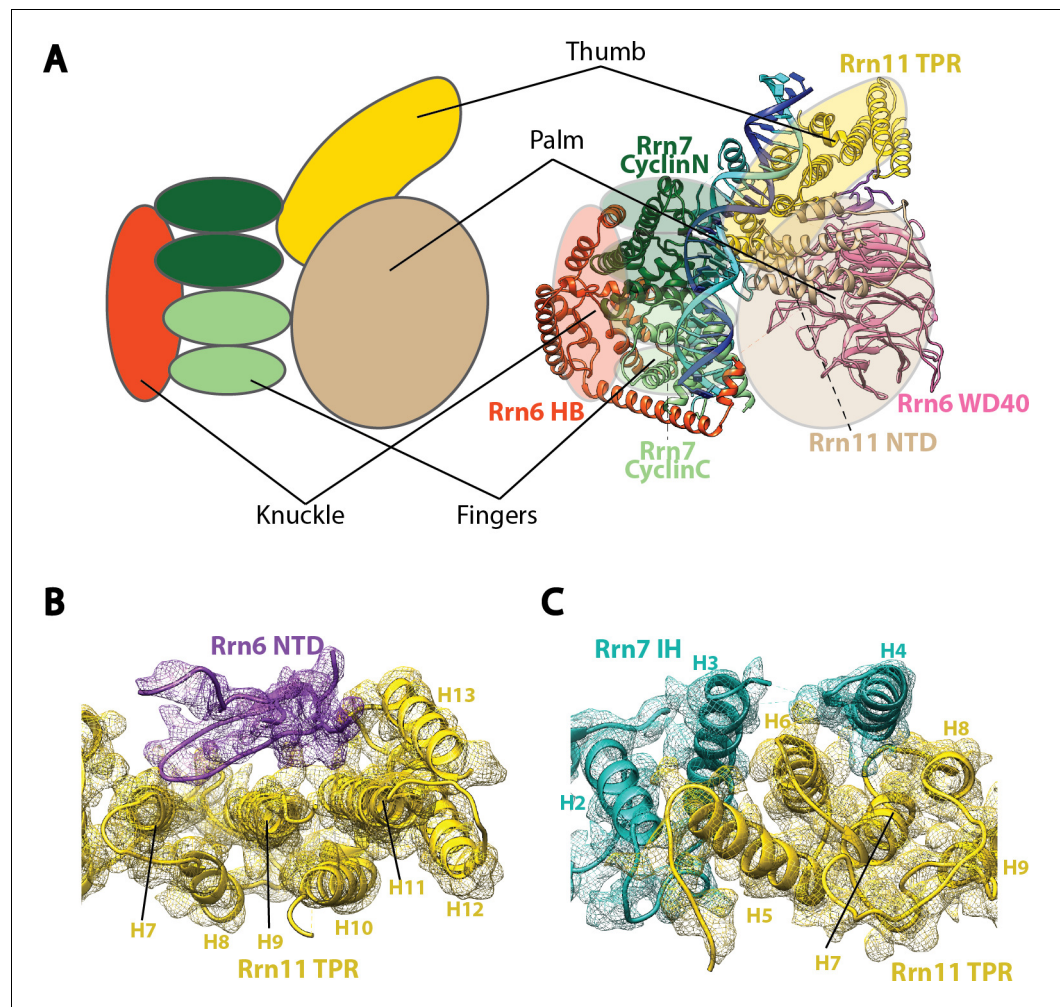 A
Thumb
Rrn11 TPR
Palm
Rrn7
CyclinN
Rrn6 HB
Rrn6 WD40
Rrn7
CyclinC
Rrn11 NTD
Knuckle
Fingers
B
Rrn6 NTD
H13
H11
H12
H7
H8
H9
H10
Rrn11 TPR
C
Rrn7 IH
H3
H4
H6
H8
H2
H9
H5
H7
Rrn11 TPR